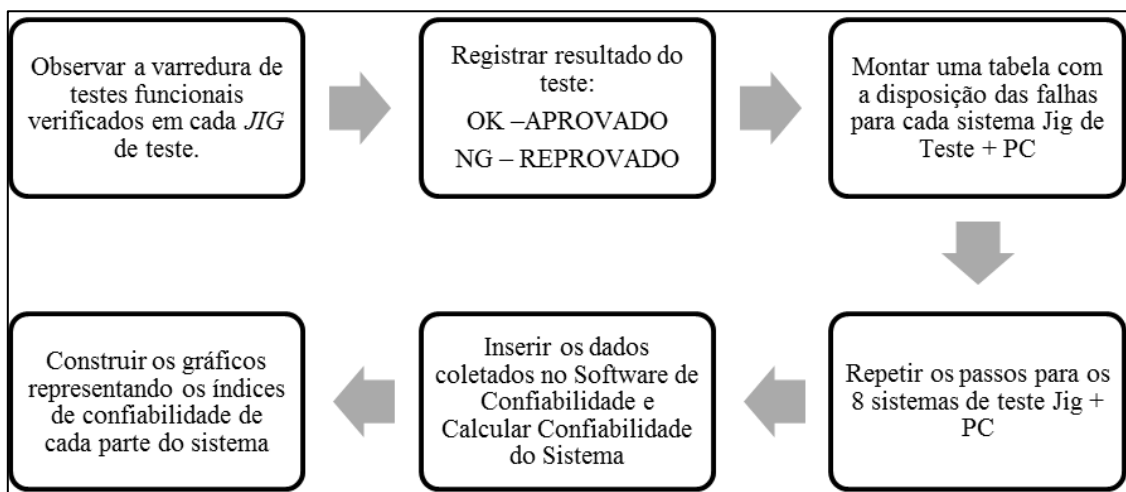 Observar a varredura de
testes funcionais
verificados em cada JIG
de teste.
Registrar resultado do
teste:
OK –APROVADO
NG – REPROVADO
Montar uma tabela com
a disposição das falhas
para cada sistema Jig de
Teste + PC
Repetir os passos para os
8 sistemas de teste Jig +
PC
Inserir os dados
coletados no Software de
Confiabilidade e
Calcular Confiabilidade
do Sistema
Construir os gráficos
representando os índices
de confiabilidade de
cada parte do sistema